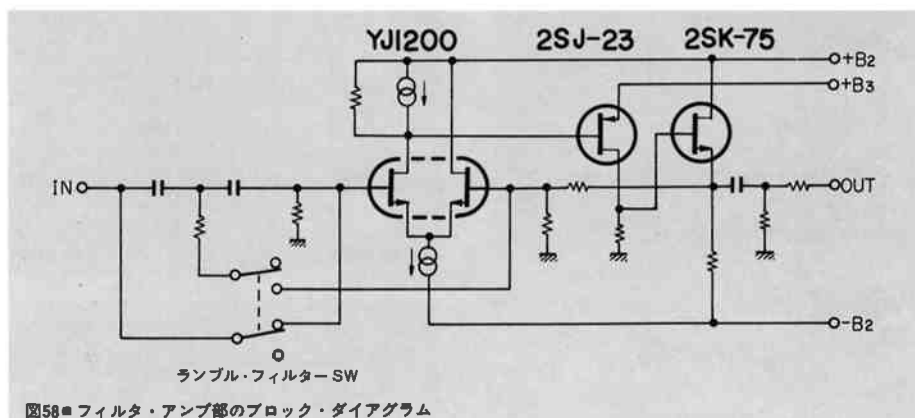 YJ1200
2SJ-23
2SK-75
+B2
+B3
IN
OUT
-B2
ランブル・フィルターSW
図58■フィルタ・アンプ部のブロック・ダイアグラム